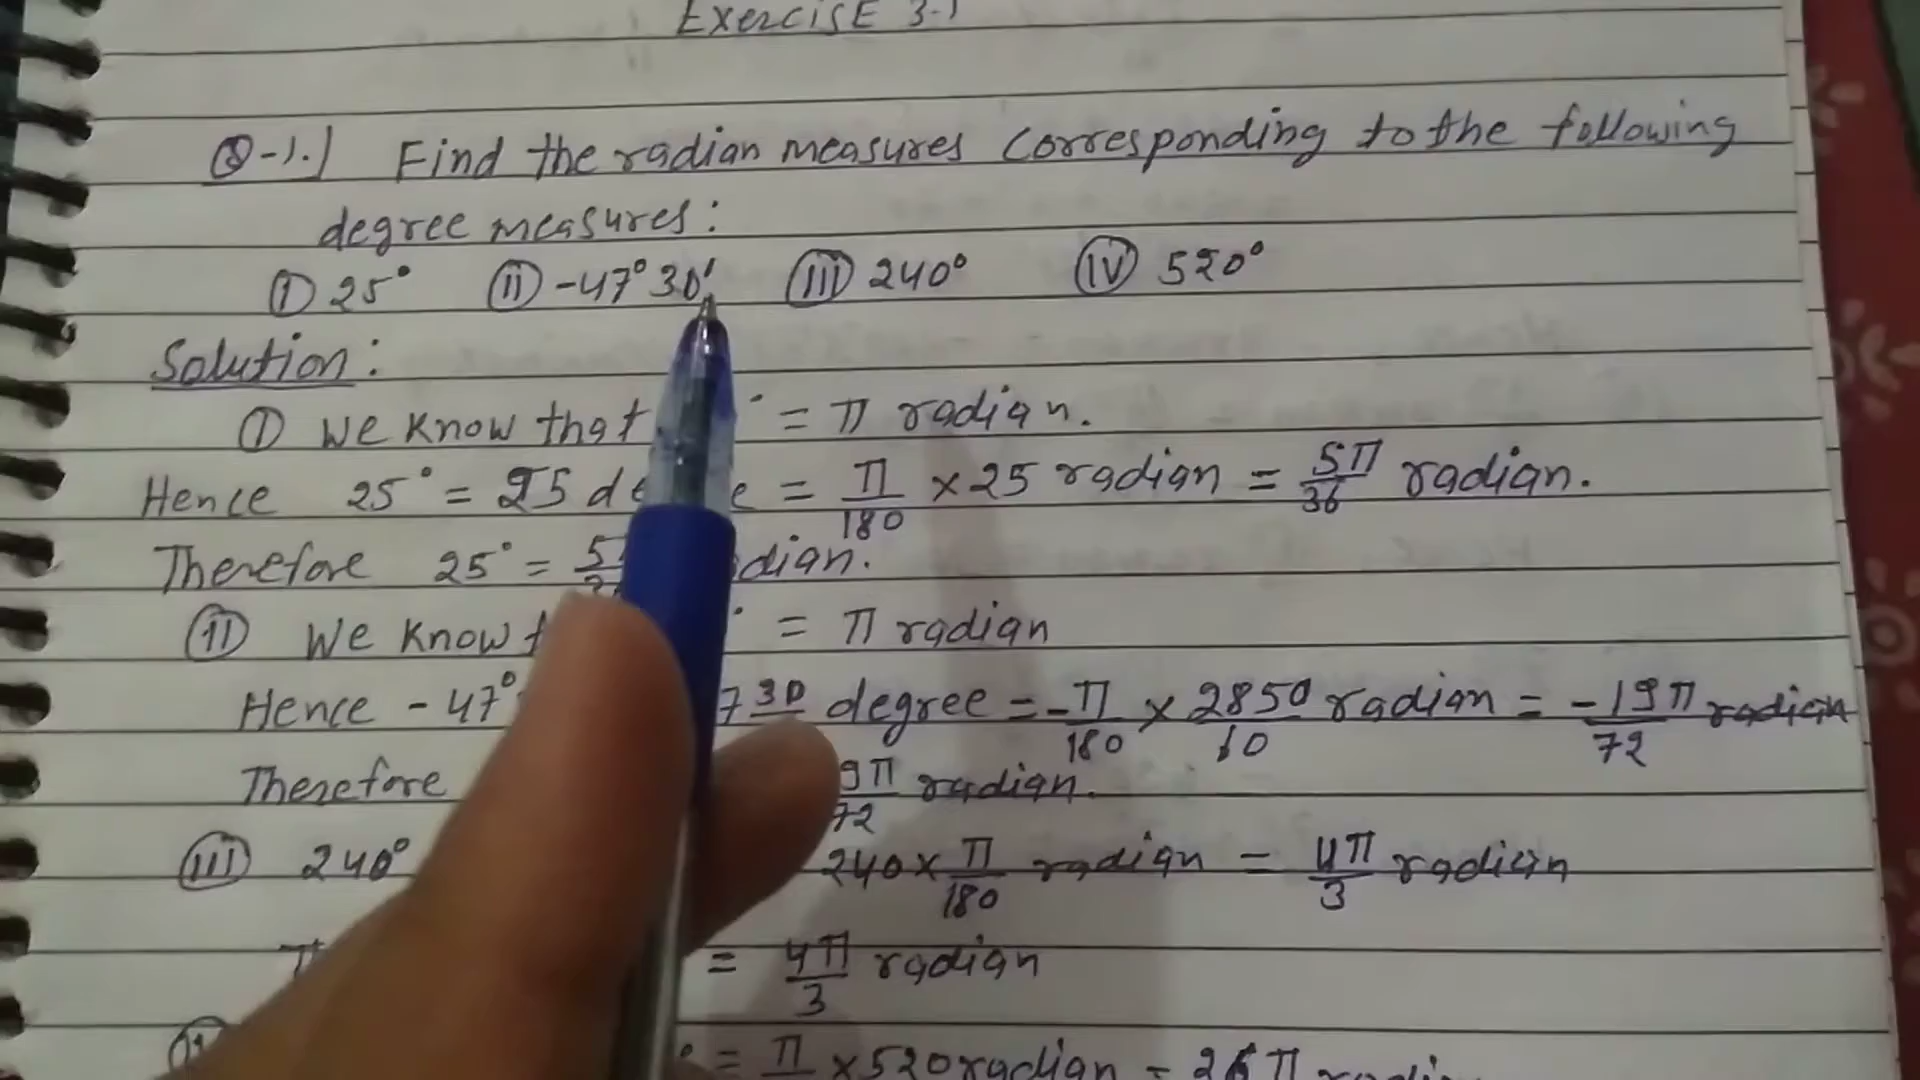 Exercise 3.1
Q-1.) Find the radian measures corresponding to the following
degree measures:
(i) 25° (ii) -47° 30' (iii) 240° (iv) 520°
Solution:
(i) We know that ° = π radian.
Hence 25° = 25 = π/180 × 25 radian = 5π/36 radian.
Therefore 25° =
(ii) We know = π radian
Hence - 47° 30 degree = -π/180 × 2850/60 radian = -19π/72 radian
Therefore 9π/72 radian.
(iii) 240° 240 × π/180 radian = 4π/3 radian
= 4π/3 radian
° = π × 520 radian = 26π